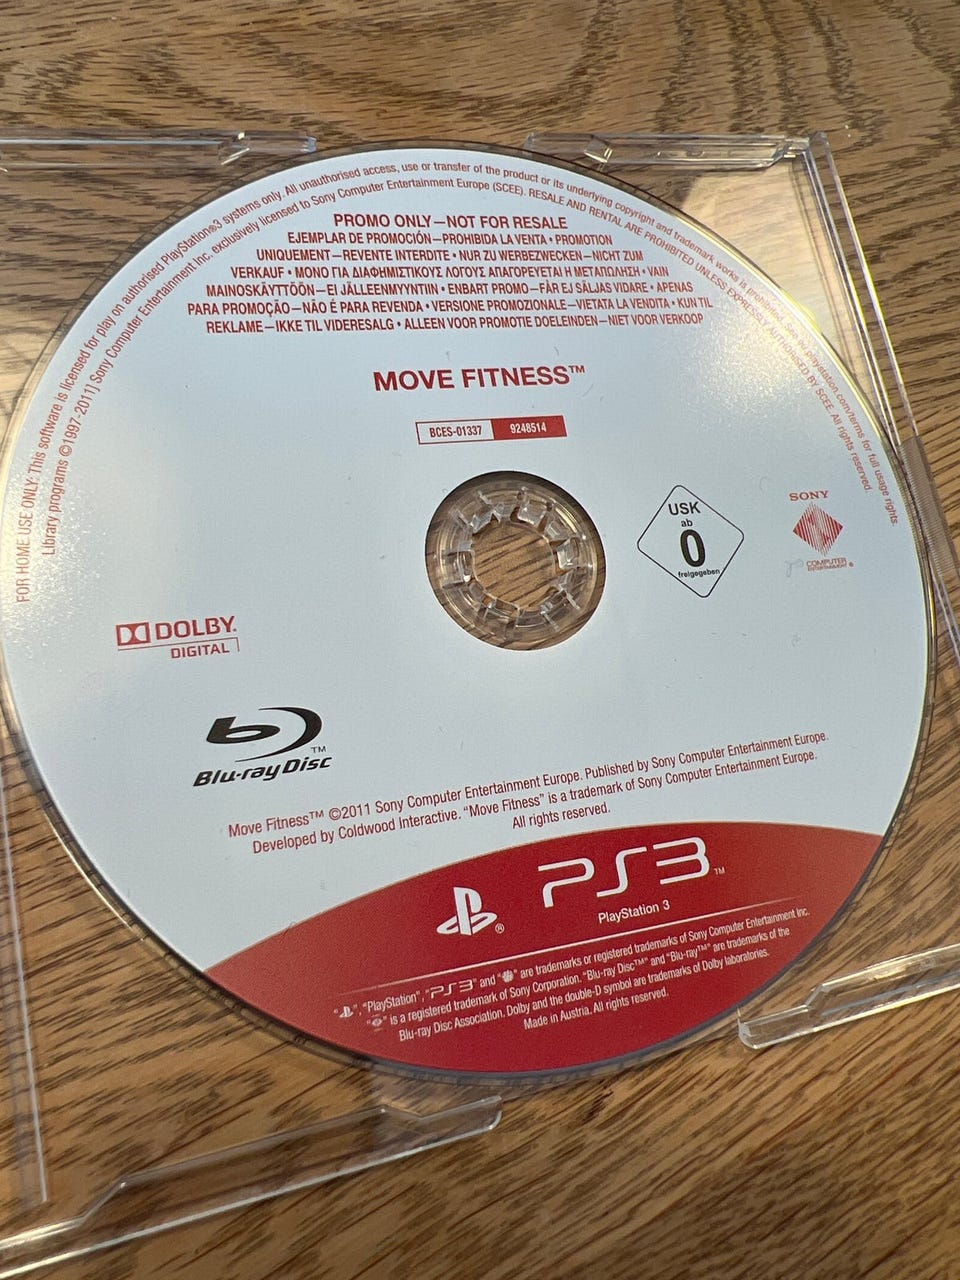 FOR HOME USE ONLY: This software is licensed for play on authorised PlayStation®3 systems only. All unauthorised access, use or transfer of the product or its underlying copyright and trademark works is prohibited. See eu.playstation.com/terms for full usage rights.
Library programs ©[1997-2011] Sony Computer Entertainment Inc. exclusively licensed to Sony Computer Entertainment Europe (SCEE). RESALE AND RENTAL ARE PROHIBITED UNLESS EXPRESSLY AUTHORISED BY SCEE. All rights reserved.
PROMO ONLY—NOT FOR RESALE
EJEMPLAR DE PROMOCIÓN—PROHIBIDA LA VENTA • PROMOTION
UNIQUEMENT—REVENTE INTERDITE • NUR ZU WERBEZWECKEN—NICHT ZUM
VERKAUF • ΜΟΝΟ ΓΙΑ ΔΙΑΦΗΜΙΣΤΙΚΟΥΣ ΛΟΓΟΥΣ ΑΠΑΓΟΡΕΥΕΤΑΙ Η ΜΕΤΑΠΩΛΗΣΗ • VAIN
MAINOSKÄYTTÖÖN—EI JÄLLEENMYYNTIIN • ENBART PROMO—FÅR EJ SÄLJAS VIDARE • APENAS
PARA PROMOÇÃO—NÃO É PARA REVENDA • VERSIONE PROMOZIONALE—VIETATA LA VENDITA • KUN TIL
REKLAME—IKKE TIL VIDERESALG • ALLEEN VOOR PROMOTIE DOELEINDEN—NIET VOOR VERKOOP
MOVE FITNESS™
BCES-01337 9248514
USK
ab
0
freigegeben
SONY
COMPUTER
ENTERTAINMENT®
DOLBY
DIGITAL
Blu-ray Disc™
Move Fitness™ ©2011 Sony Computer Entertainment Europe. Published by Sony Computer Entertainment Europe.
Developed by Coldwood Interactive. “Move Fitness” is a trademark of Sony Computer Entertainment Europe.
All rights reserved.
PS3™
PlayStation 3
“ ”, “PlayStation”, “PS3” and “ ” are trademarks or registered trademarks of Sony Computer Entertainment Inc.
“ ” is a registered trademark of Sony Corporation. “Blu-ray Disc™” and “Blu-ray™” are trademarks of the
Blu-ray Disc Association. Dolby and the double-D symbol are trademarks of Dolby laboratories.
Made in Austria. All rights reserved.